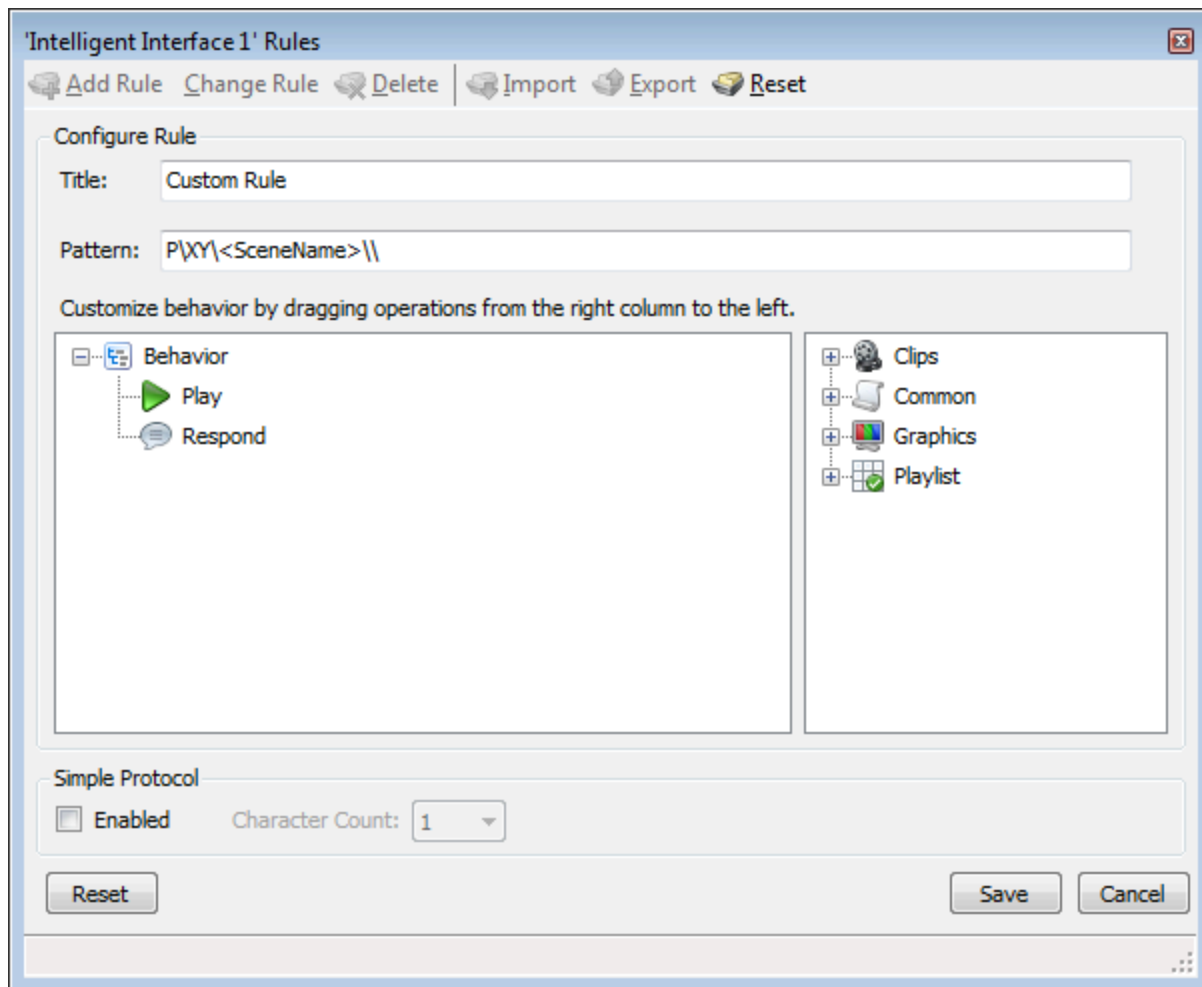 'Intelligent Interface 1' Rules
Add Rule Change Rule Delete Import Export Reset
Configure Rule
Title: Custom Rule
Pattern: P\XY\<SceneName>\\
Customize behavior by dragging operations from the right column to the left.
Behavior
Play
Respond
Clips
Common
Graphics
Playlist
Simple Protocol
Enabled Character Count: 1
Reset Save Cancel